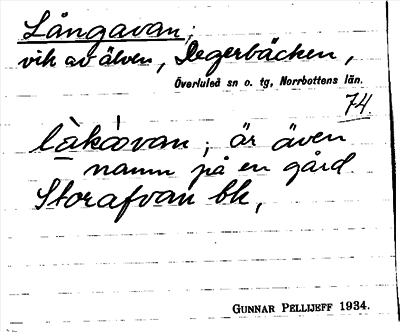 Långavan;
vik av älven, Degerbäcken,
Överluleå sn o. tg, Norrbottens län.
74.
; är även
namn på en gård
Storafvan bk,
GUNNAR PELLIJEFF 1934.